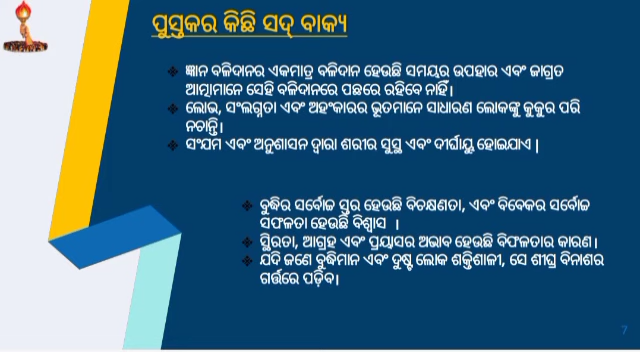 ପୁସ୍ତକର କିଛି ସଦ୍ ବାକ୍ୟ
ଜ୍ଞାନ ବଳିଦାନର ଏକମାତ୍ର ବଳିଦାନ ହେଉଛି ସମୟର ଉପହାର ଏବଂ ଜାଗ୍ରତ
ଆତ୍ମାମାନେ ସେହି ବଳିଦାନରେ ପଛରେ ରହିବେ ନାହିଁ।
ଲୋଭ, ସଂଲଗ୍ନତା ଏବଂ ଅହଂକାରର ଭୂତମାନେ ସାଧାରଣ ଲୋକଙ୍କୁ କୁକୁର ପରି
ନଚାନ୍ତି।
ସଂଯମ ଏବଂ ଅନୁଶାସନ ଦ୍ୱାରା ଶରୀର ସୁସ୍ଥ ଏବଂ ଦୀର୍ଘାୟୁ ହୋଇଯାଏ |
ବୁଦ୍ଧିର ସର୍ବୋଚ୍ଚ ସ୍ତର ହେଉଛି ବିଚକ୍ଷଣତା, ଏବଂ ବିବେକର ସର୍ବୋଚ୍ଚ
ସଫଳତା ହେଉଛି ବିଶ୍ୱାସ ।
ସ୍ଥିରତା, ଆଗ୍ରହ ଏବଂ ପ୍ରୟାସର ଅଭାବ ହେଉଛି ବିଫଳତାର କାରଣ।
ଯଦି ଜଣେ ବୁଦ୍ଧିମାନ ଏବଂ ଦୁଷ୍ଟ ଲୋକ ଶକ୍ତିଶାଳୀ, ସେ ଶୀଘ୍ର ବିନାଶର
ଗର୍ତ୍ତରେ ପଡ଼ିବ।
7